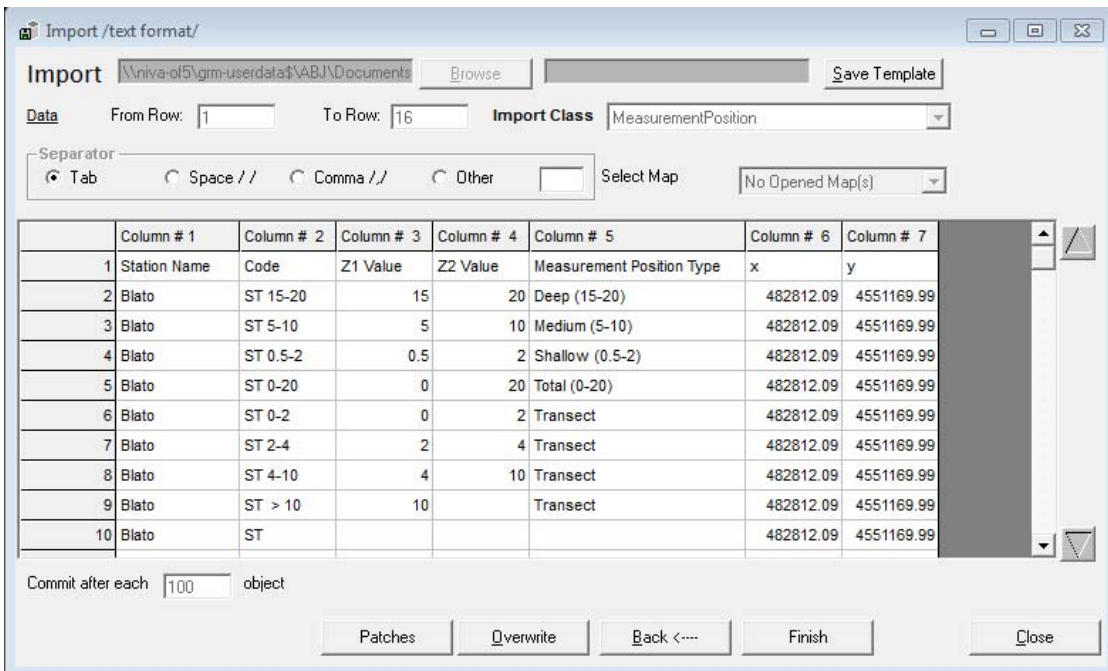 Import /text format/
Import \\niva-of5\grm-userdata$\ABJ\Documents Browse Save Template
Data From Row: 1 To Row: 16 Import Class MeasurementPosition
Separator
Tab Space / / Comma /,/ Other Select Map No Opened Map(s)
Column # 1 Column # 2 Column # 3 Column # 4 Column # 5 Column # 6 Column # 7
1 Station Name Code Z1 Value Z2 Value Measurement Position Type x y
2 Blato ST 15-20 15 20 Deep (15-20) 482812.09 4551169.99
3 Blato ST 5-10 5 10 Medium (5-10) 482812.09 4551169.99
4 Blato ST 0.5-2 0.5 2 Shallow (0.5-2) 482812.09 4551169.99
5 Blato ST 0-20 0 20 Total (0-20) 482812.09 4551169.99
6 Blato ST 0-2 0 2 Transect 482812.09 4551169.99
7 Blato ST 2-4 2 4 Transect 482812.09 4551169.99
8 Blato ST 4-10 4 10 Transect 482812.09 4551169.99
9 Blato ST > 10 10 Transect 482812.09 4551169.99
10 Blato ST 482812.09 4551169.99
Commit after each 100 object
Patches Overwrite Back <---- Finish Close